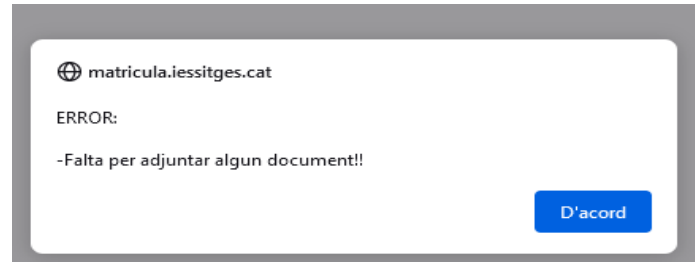 matricula.iessitges.cat
ERROR:
-Falta per adjuntar algun document!!
D'acord